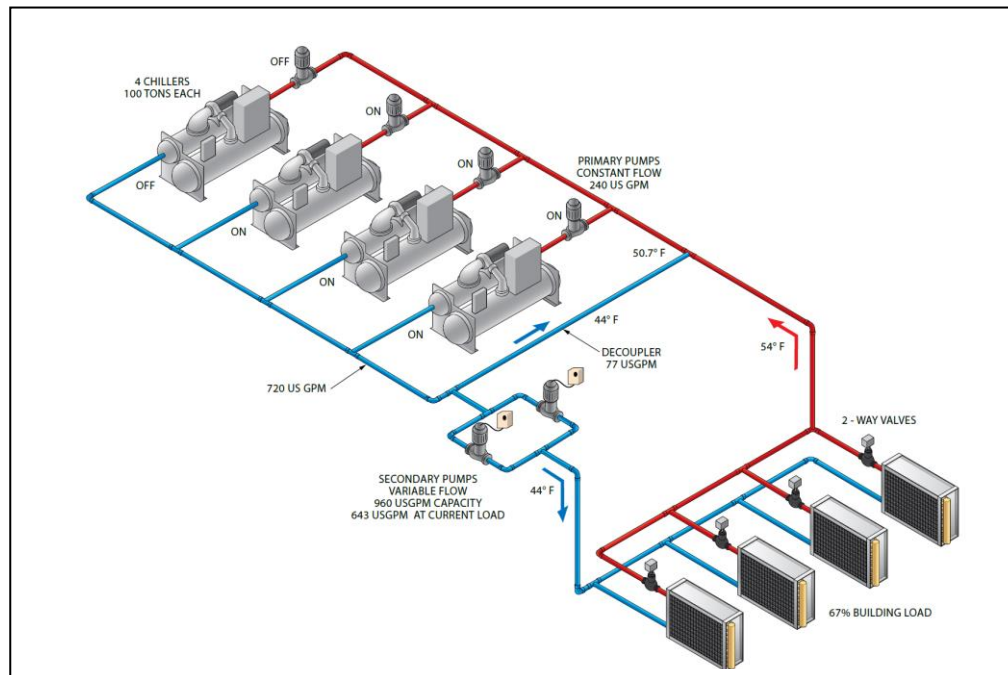 OFF
4 CHILLERS
100 TONS EACH
ON
ON
PRIMARY PUMPS
CONSTANT FLOW
240 US GPM
OFF
ON
50.7° F
ON
ON
44° F
ON
DECOUPLER
77 USGPM
54° F
720 US GPM
2 - WAY VALVES
SECONDARY PUMPS
VARIABLE FLOW
960 USGPM CAPACITY
643 USGPM AT CURRENT LOAD
44° F
67% BUILDING LOAD